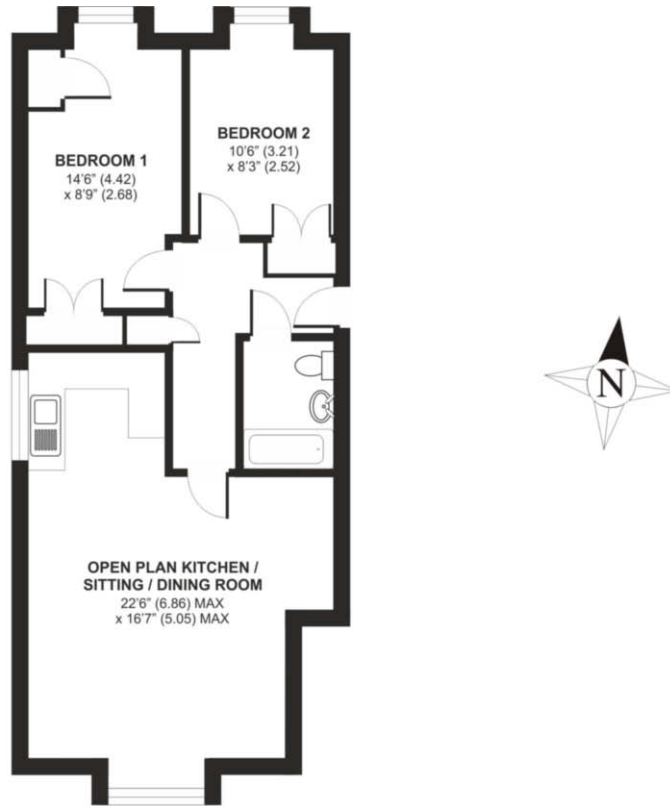 BEDROOM 1
14'6" (4.42)
x 8'9" (2.68)
BEDROOM 2
10'6" (3.21)
x 8'3" (2.52)
N
OPEN PLAN KITCHEN /
SITTING / DINING ROOM
22'6" (6.86) MAX
x 16'7" (5.05) MAX